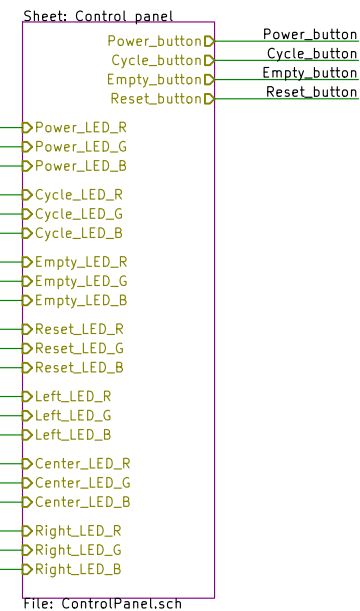 Sheet: Control panel
Power_button Power_button
Cycle_button Cycle_button
Empty_button Empty_button
Reset_button Reset_button
Power_LED_R
Power_LED_G
Power_LED_B
Cycle_LED_R
Cycle_LED_G
Cycle_LED_B
Empty_LED_R
Empty_LED_G
Empty_LED_B
Reset_LED_R
Reset_LED_G
Reset_LED_B
Left_LED_R
Left_LED_G
Left_LED_B
Center_LED_R
Center_LED_G
Center_LED_B
Right_LED_R
Right_LED_G
Right_LED_B
File: ControlPanel.sch